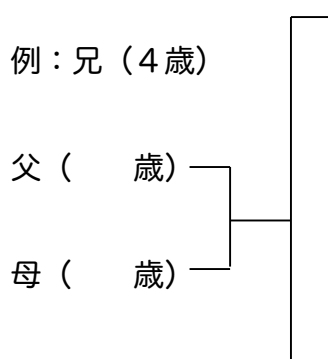 例：兄（４歳）
父（　　歳）
母（　　歳）